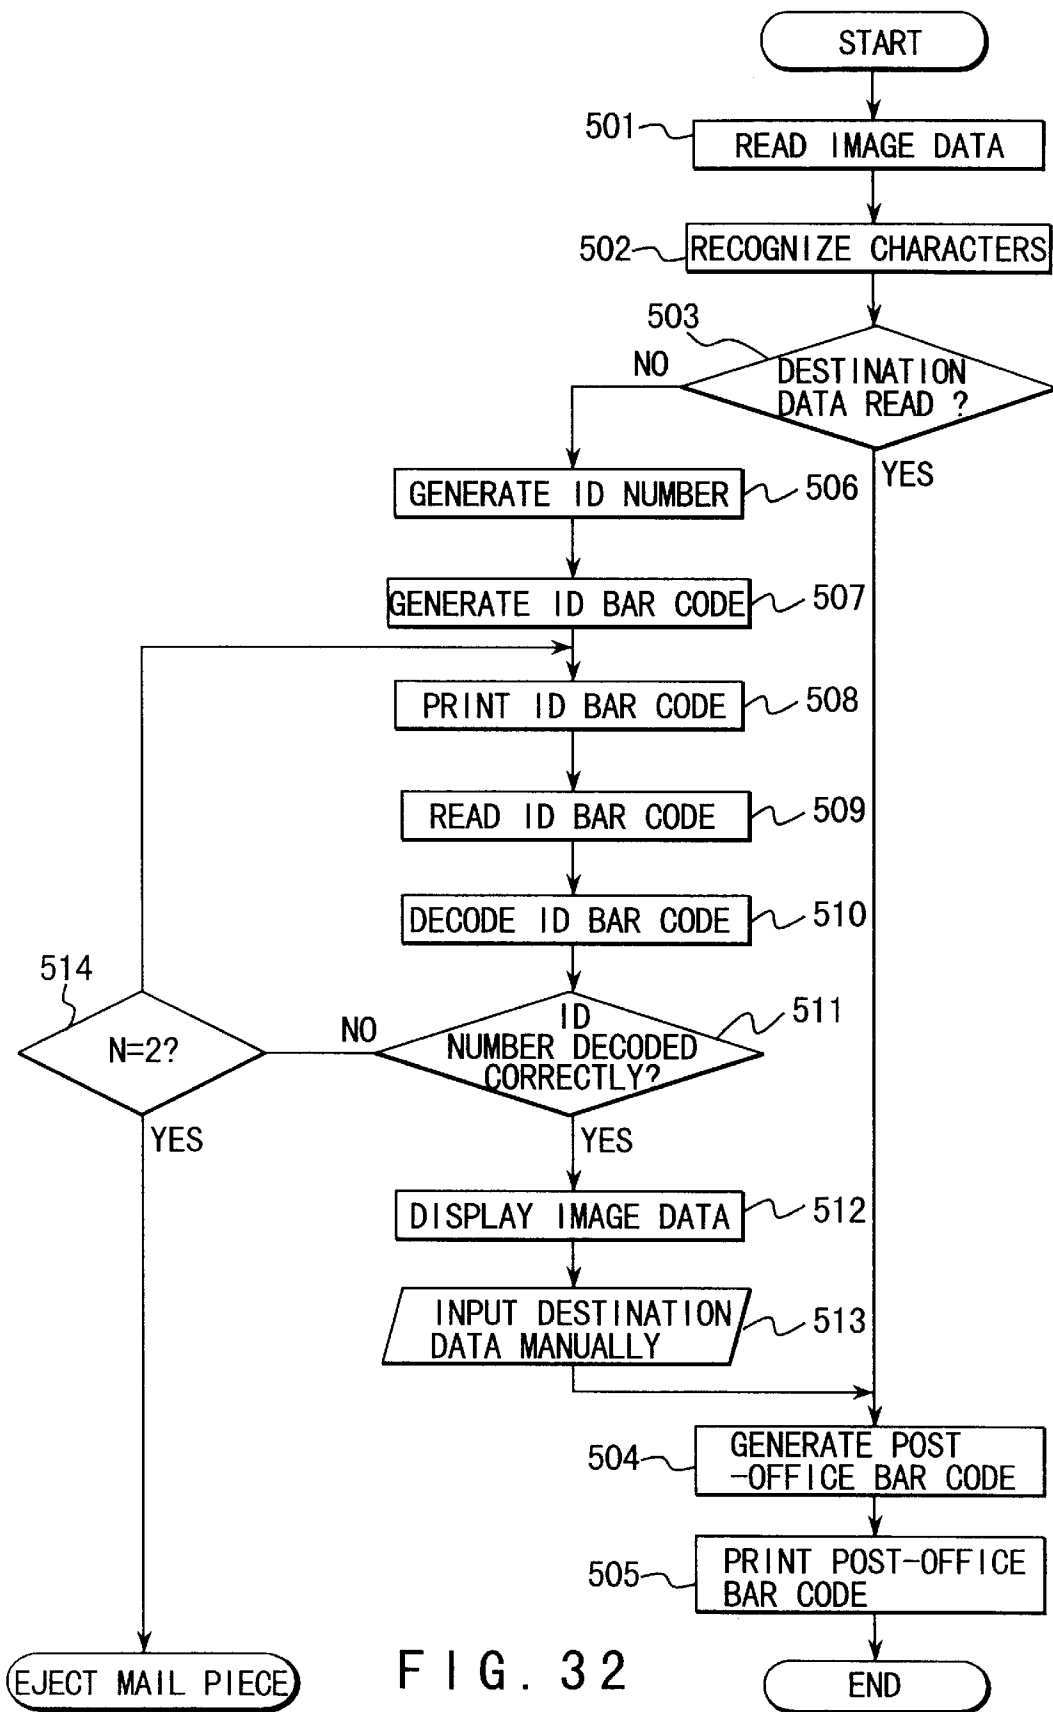 START
501
READ IMAGE DATA
502
RECOGNIZE CHARACTERS
503
NO
DESTINATION
DATA READ ?
YES
GENERATE ID NUMBER
506
GENERATE ID BAR CODE
507
PRINT ID BAR CODE
508
READ ID BAR CODE
509
DECODE ID BAR CODE
510
514
N=2?
NO
ID
NUMBER DECODED
CORRECTLY?
511
YES
YES
DISPLAY IMAGE DATA
512
INPUT DESTINATION
DATA MANUALLY
513
504
GENERATE POST
-OFFICE BAR CODE
505
PRINT POST-OFFICE
BAR CODE
EJECT MAIL PIECE
FIG. 32
END